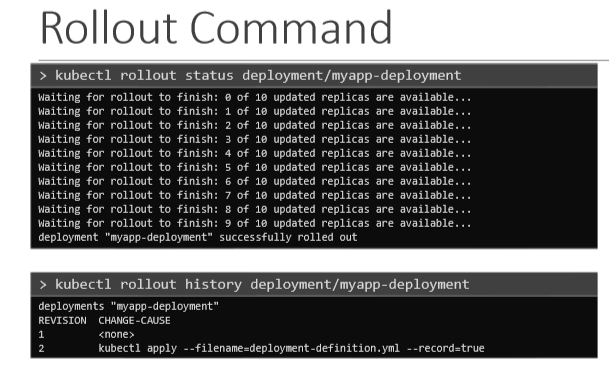 Rollout Command
> kubectl rollout status deployment/myapp-deployment
Waiting for rollout to finish: 0 of 10 updated replicas are available...
Waiting for rollout to finish: 1 of 10 updated replicas are available...
Waiting for rollout to finish: 2 of 10 updated replicas are available...
Waiting for rollout to finish: 3 of 10 updated replicas are available...
Waiting for rollout to finish: 4 of 10 updated replicas are available...
Waiting for rollout to finish: 5 of 10 updated replicas are available...
Waiting for rollout to finish: 6 of 10 updated replicas are available...
Waiting for rollout to finish: 7 of 10 updated replicas are available...
Waiting for rollout to finish: 8 of 10 updated replicas are available...
Waiting for rollout to finish: 9 of 10 updated replicas are available...
deployment "myapp-deployment" successfully rolled out
> kubectl rollout history deployment/myapp-deployment
deployments "myapp-deployment"
REVISION CHANGE-CAUSE
1 <none>
2 kubectl apply --filename=deployment-definition.yml --record=true